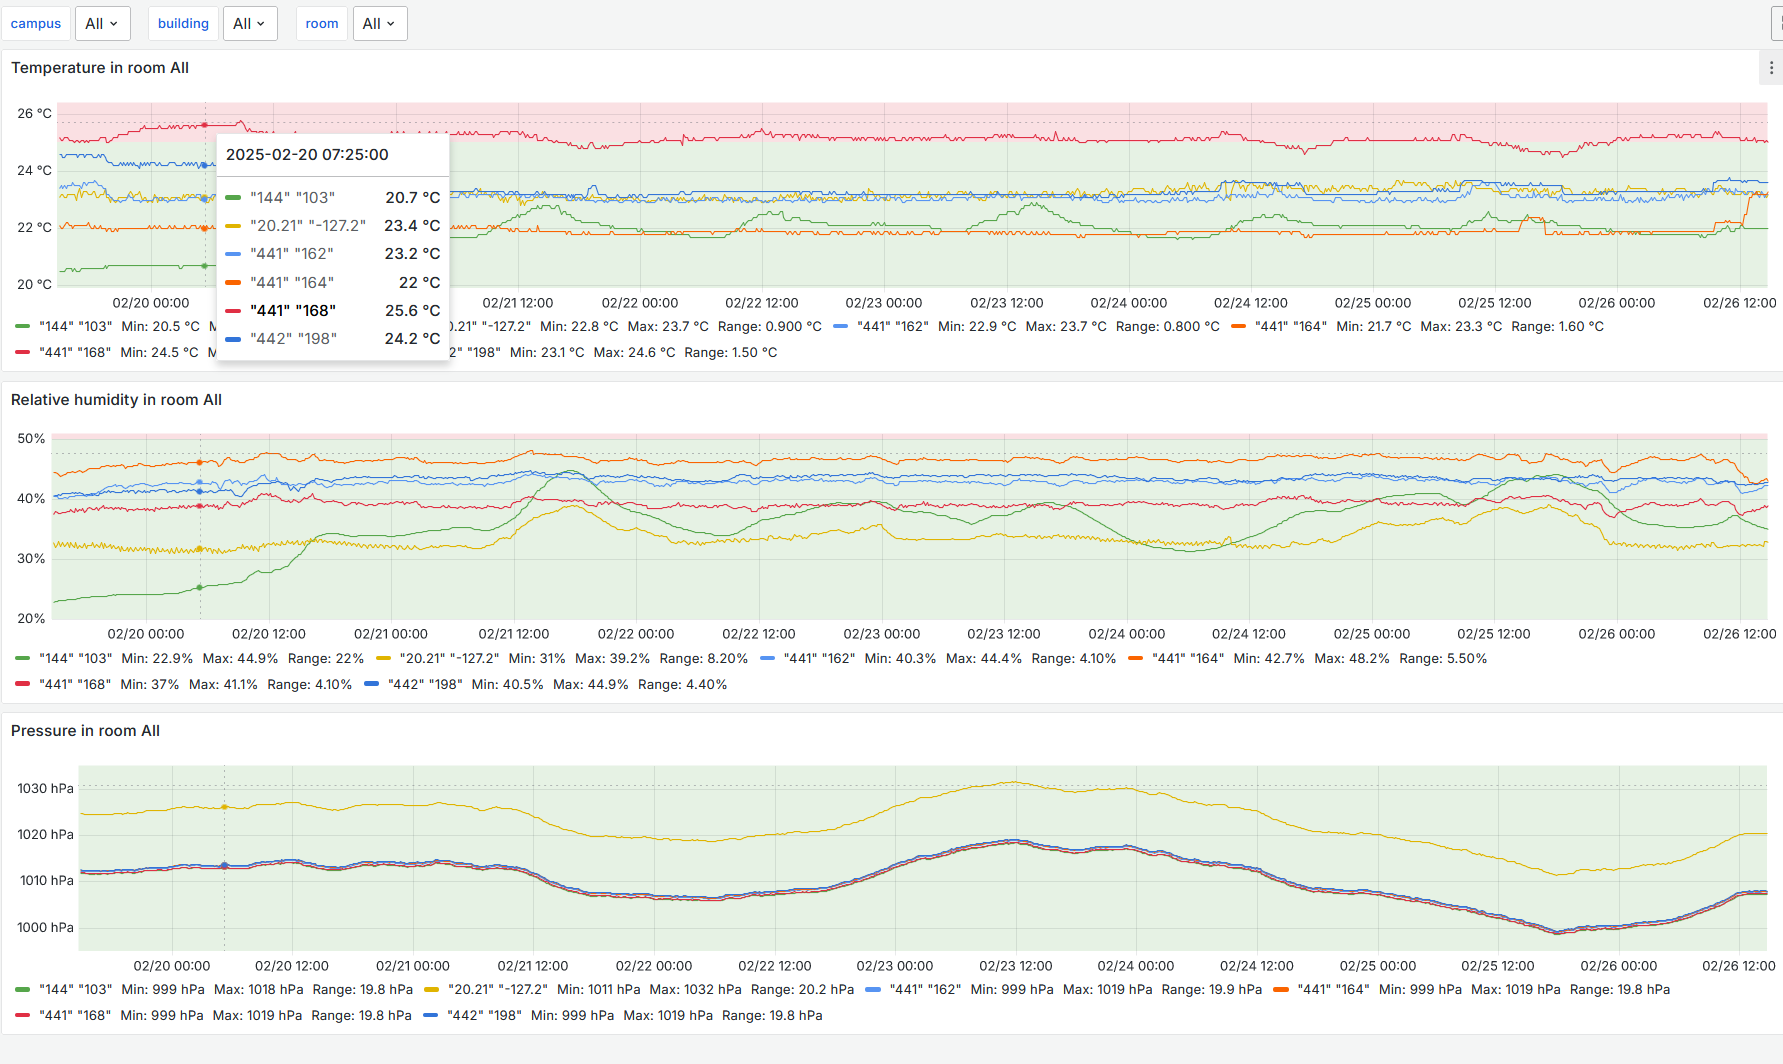 campus All building All room All
Temperature in room All
26 °C
24 °C
22 °C
20 °C
02/20 00:00 02/21 12:00 02/22 00:00 02/22 12:00 02/23 00:00 02/23 12:00 02/24 00:00 02/24 12:00 02/25 00:00 02/25 12:00 02/26 00:00 02/26 12:00
2025-02-20 07:25:00
"144" "103" 20.7 °C
"20.21" "-127.2" 23.4 °C
"441" "162" 23.2 °C
"441" "164" 22 °C
"441" "168" 25.6 °C
"442" "198" 24.2 °C
"144" "103" Min: 20.5 °C 0.21" "-127.2" Min: 22.8 °C Max: 23.7 °C Range: 0.900 °C "441" "162" Min: 22.9 °C Max: 23.7 °C Range: 0.800 °C "441" "164" Min: 21.7 °C Max: 23.3 °C Range: 1.60 °C
"441" "168" Min: 24.5 °C 2" "198" Min: 23.1 °C Max: 24.6 °C Range: 1.50 °C
Relative humidity in room All
50%
40%
30%
20%
02/20 00:00 02/20 12:00 02/21 00:00 02/21 12:00 02/22 00:00 02/22 12:00 02/23 00:00 02/23 12:00 02/24 00:00 02/24 12:00 02/25 00:00 02/25 12:00 02/26 00:00 02/26 12:00
"144" "103" Min: 22.9% Max: 44.9% Range: 22% "20.21" "-127.2" Min: 31% Max: 39.2% Range: 8.20% "441" "162" Min: 40.3% Max: 44.4% Range: 4.10% "441" "164" Min: 42.7% Max: 48.2% Range: 5.50%
"441" "168" Min: 37% Max: 41.1% Range: 4.10% "442" "198" Min: 40.5% Max: 44.9% Range: 4.40%
Pressure in room All
1030 hPa
1020 hPa
1010 hPa
1000 hPa
02/20 00:00 02/20 12:00 02/21 00:00 02/21 12:00 02/22 00:00 02/22 12:00 02/23 00:00 02/23 12:00 02/24 00:00 02/24 12:00 02/25 00:00 02/25 12:00 02/26 00:00 02/26 12:00
"144" "103" Min: 999 hPa Max: 1018 hPa Range: 19.8 hPa "20.21" "-127.2" Min: 1011 hPa Max: 1032 hPa Range: 20.2 hPa "441" "162" Min: 999 hPa Max: 1019 hPa Range: 19.9 hPa "441" "164" Min: 999 hPa Max: 1019 hPa Range: 19.8 hPa
"441" "168" Min: 999 hPa Max: 1019 hPa Range: 19.8 hPa "442" "198" Min: 999 hPa Max: 1019 hPa Range: 19.8 hPa